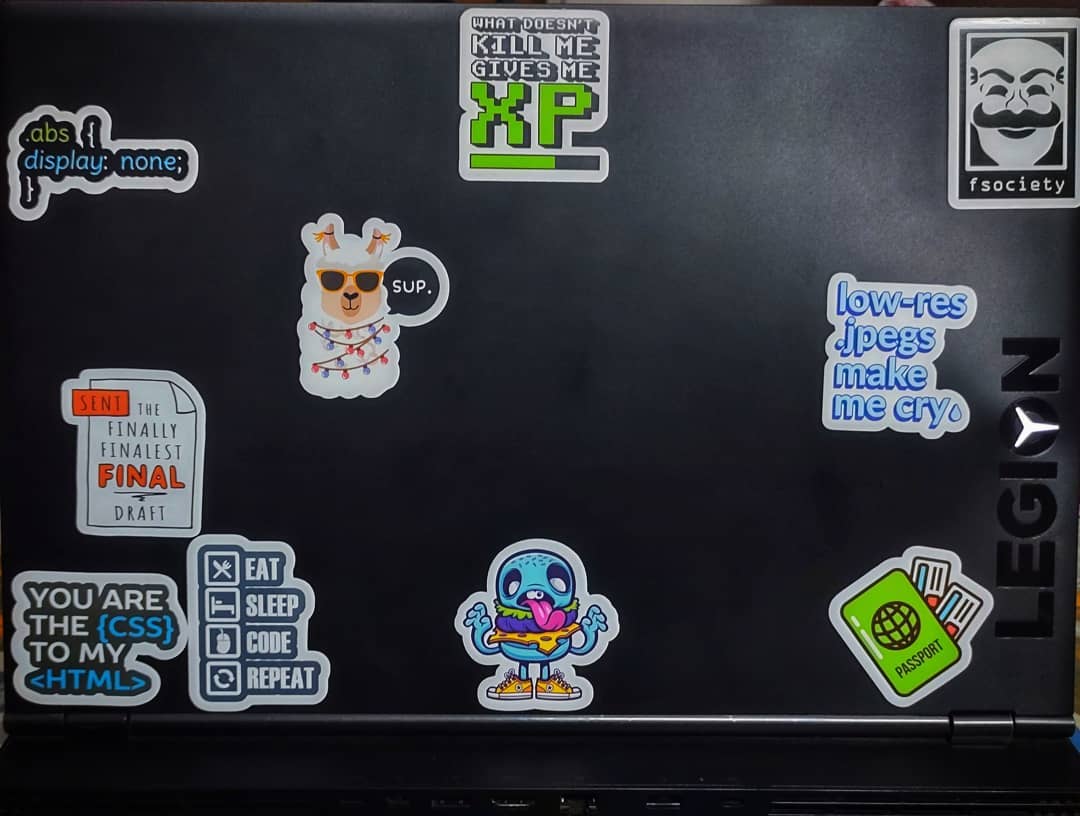 WHAT DOESN'T
KILL ME
GIVES ME
XP
fsociety
.abs {
display: none;
}
SUP.
low-res
.jpegs
make
me cry
LEGION
SENT THE
FINALLY
FINALEST
FINAL
DRAFT
YOU ARE
THE {CSS}
TO MY
<HTML>
EAT
SLEEP
CODE
REPEAT
PASSPORT